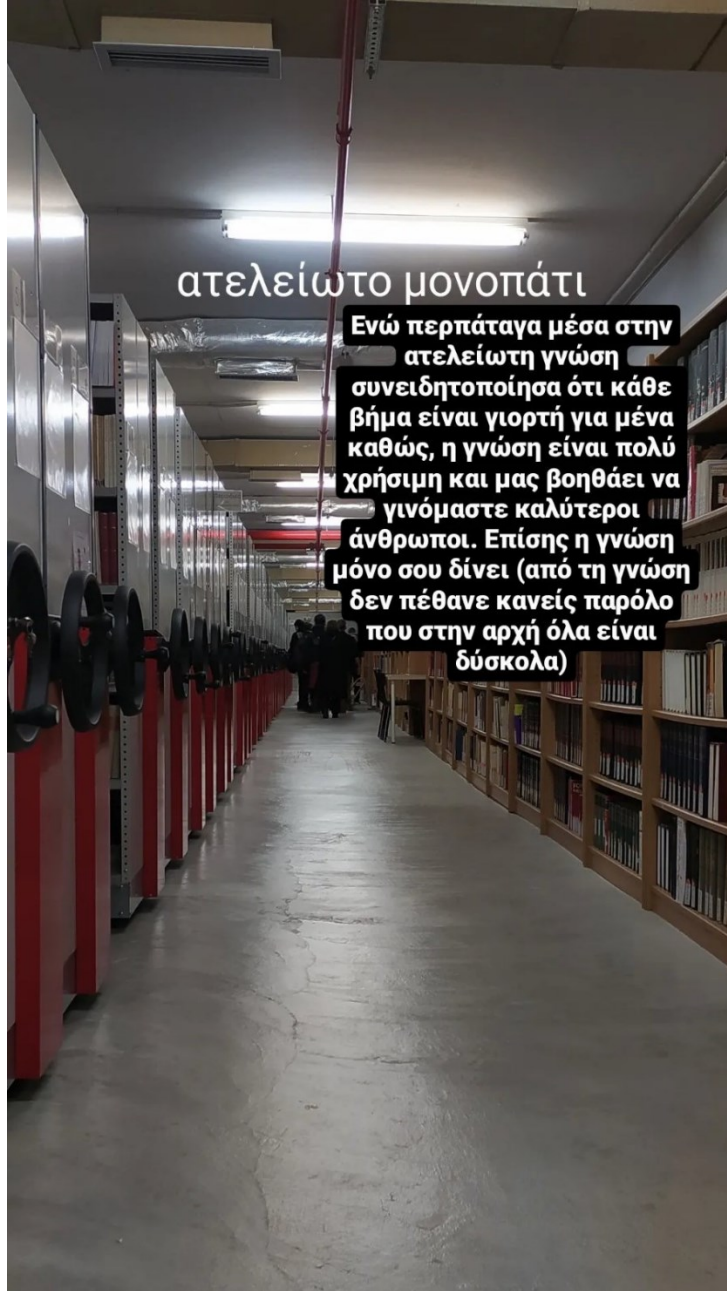 ατελείωτο μονοπάτι
Ενώ περπάταγα μέσα στην
ατελείωτη γνώση
συνειδητοποίησα ότι κάθε
βήμα είναι γιορτή για μένα
καθώς, η γνώση είναι πολύ
χρήσιμη και μας βοηθάει να
γινόμαστε καλύτεροι
άνθρωποι. Επίσης η γνώση
μόνο σου δίνει (από τη γνώση
δεν πέθανε κανείς παρόλο
που στην αρχή όλα είναι
δύσκολα)